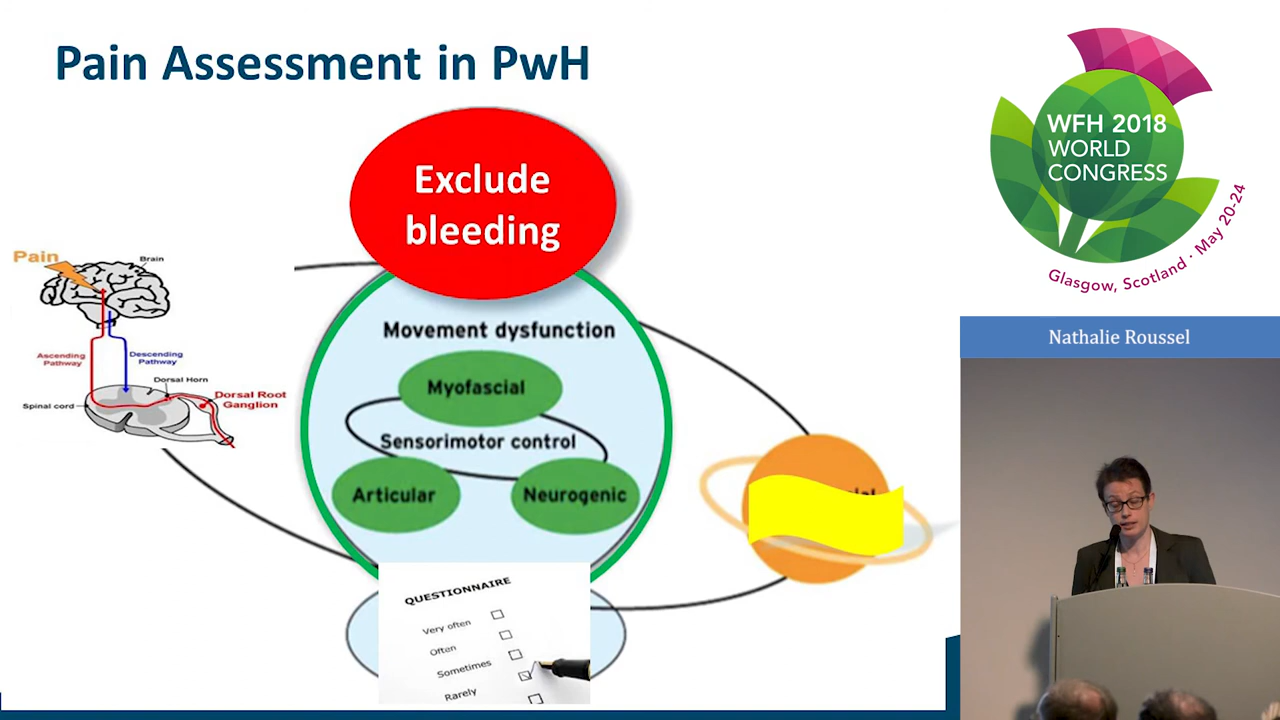 Pain Assessment in PwH
Exclude
bleeding
Pain
Brain
Ascending
Pathway
Descending
Pathway
Dorsal Horn
Dorsal Root
Ganglion
Spinal cord
Movement dysfunction
Myofascial
Sensorimotor control
Articular
Neurogenic
QUESTIONNAIRE
Very often
Often
Sometimes
Rarely
WFH 2018
WORLD
CONGRESS
Glasgow, Scotland · May 20-24
Nathalie Roussel